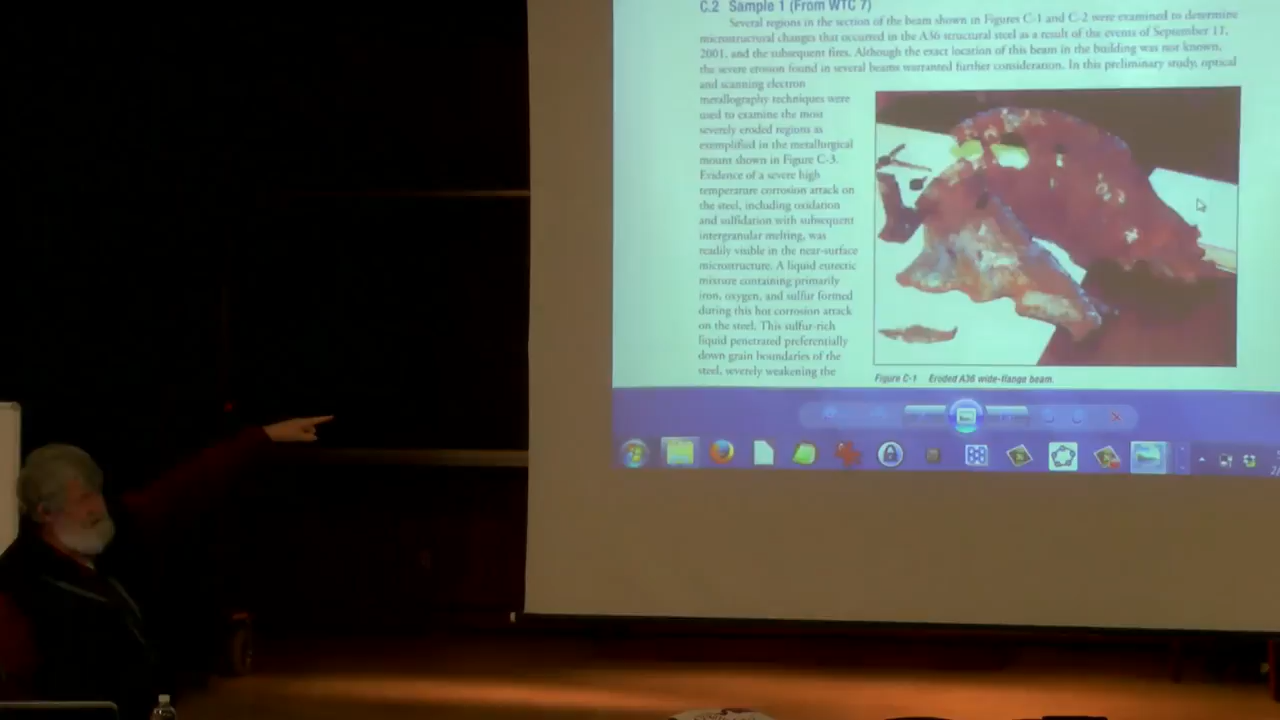 C.2 Sample 1 (From WTC 7)
Several regions in the section of the beam shown in Figures C-1 and C-2 were examined to determine
microstructural changes that occurred in the A36 structural steel as a result of the events of September 11,
2001, and the subsequent fires. Although the exact location of this beam in the building was not known,
the severe erosion found in several beams warranted further consideration. In this preliminary study, optical
and scanning electron
metallography techniques were
used to examine the most
severely eroded regions as
exemplified in the metallurgical
mount shown in Figure C-3.
Evidence of a severe high
temperature corrosion attack on
the steel, including oxidation
and sulfidation with subsequent
intergranular melting, was
readily visible in the near-surface
microstructure. A liquid eutectic
mixture containing primarily
iron, oxygen, and sulfur formed
during this hot corrosion attack
on the steel. This sulfur-rich
liquid penetrated preferentially
down grain boundaries of the
steel, severely weakening the
Figure C-1 Eroded A36 wide-flange beam.